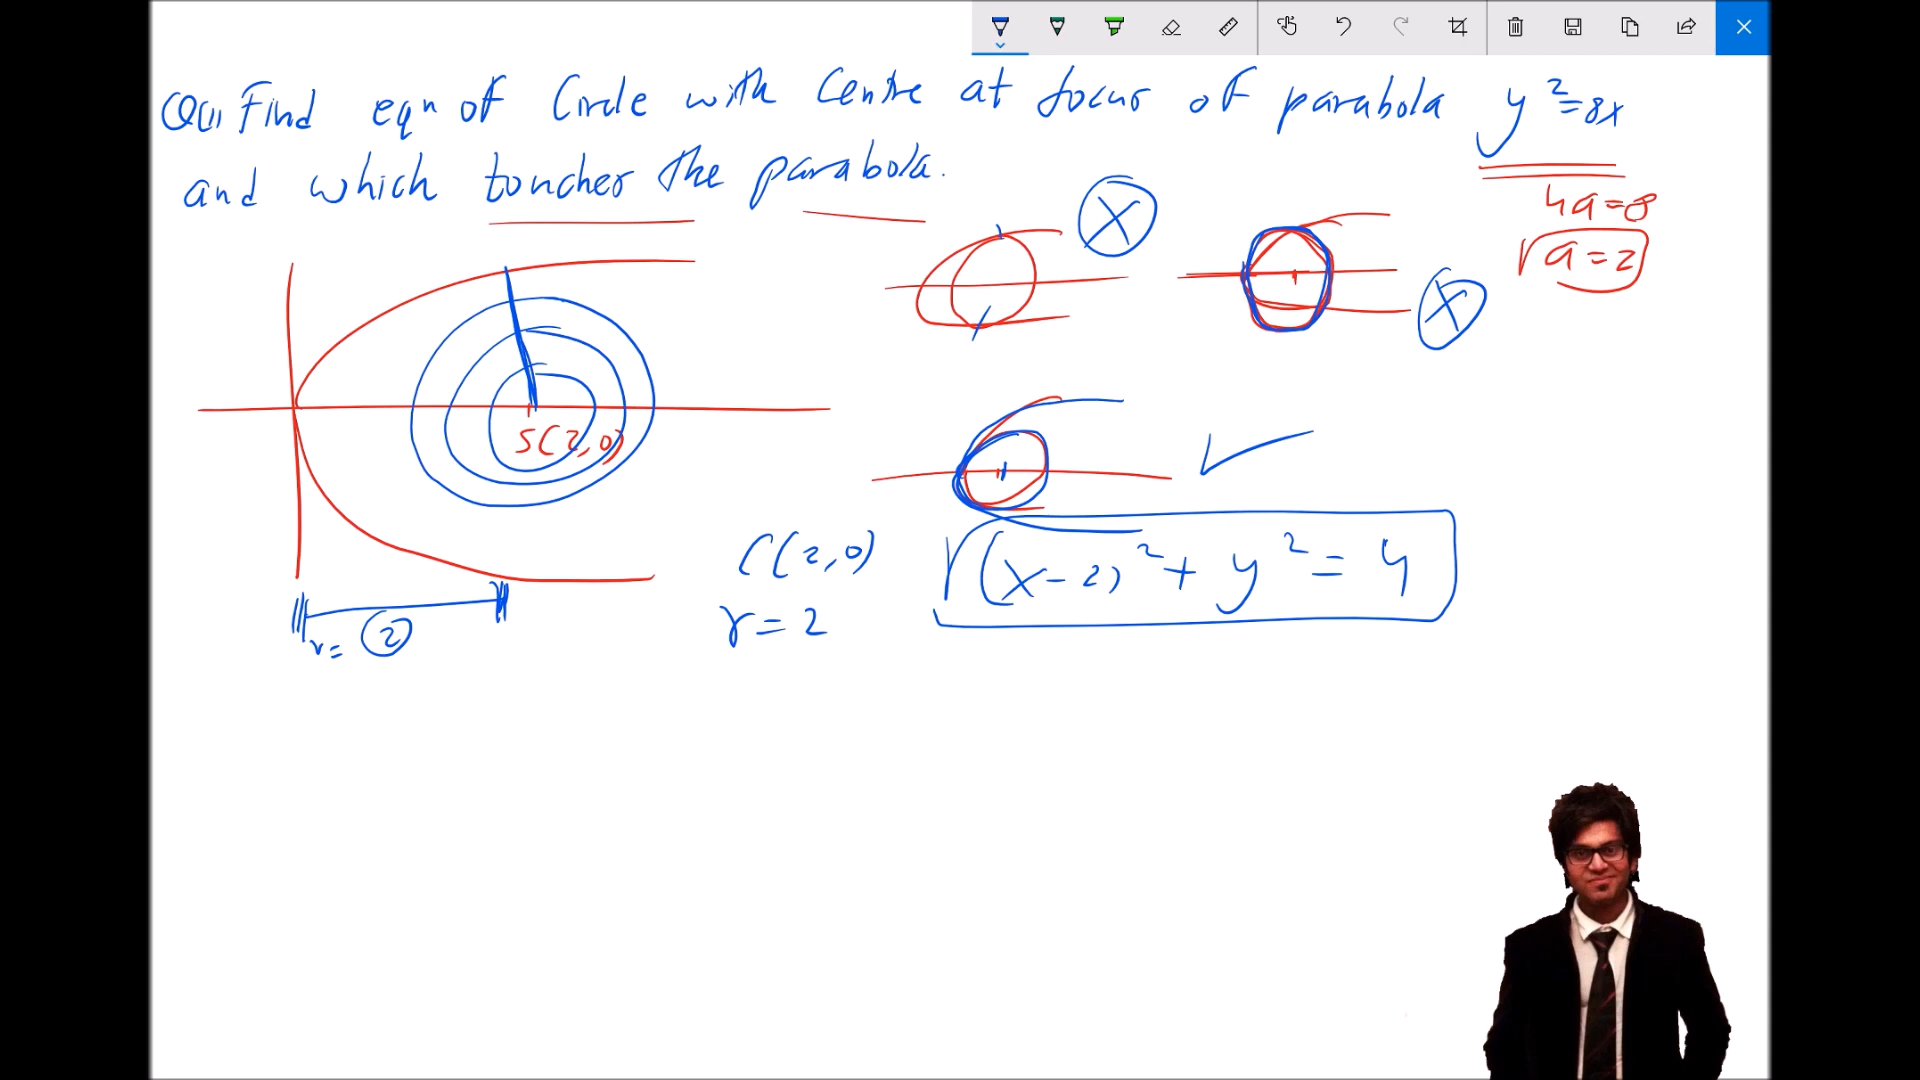 Q(1) Find eqn of Circle with Centre at focus of parabola y²=8x
and which touches the parabola.
4a=8
a=2
S(2,0)
C(2,0)
(x-2)²+y²=4
r=2
r= 2